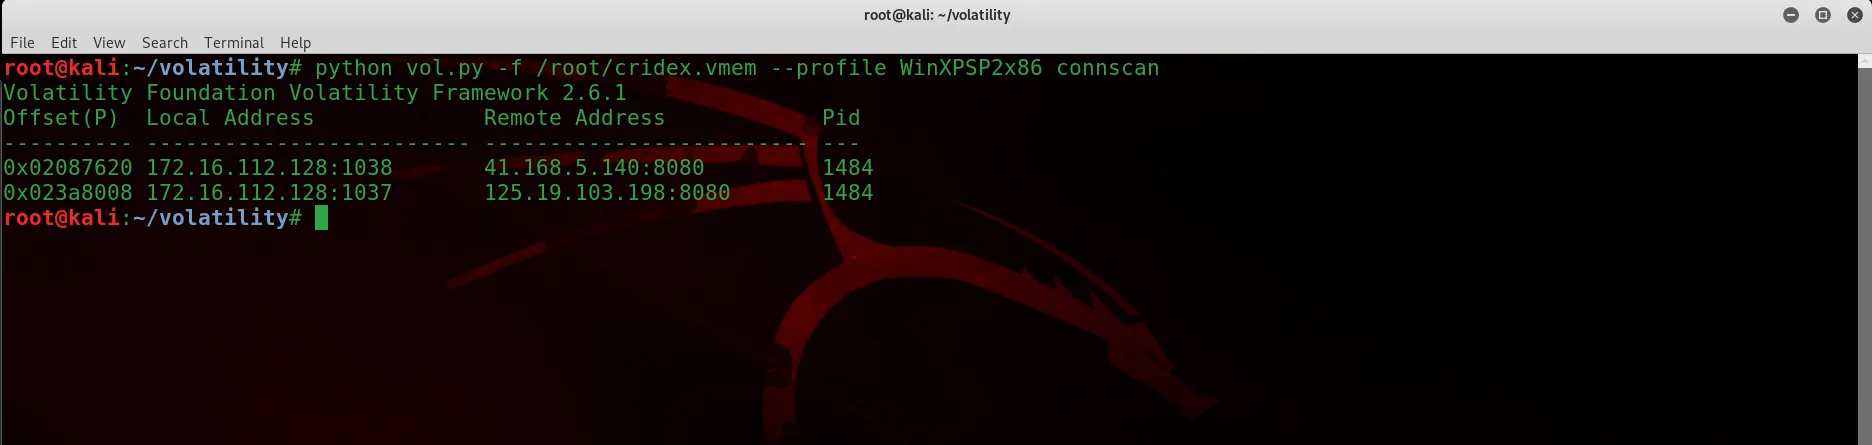 root@kali: ~/volatility
File Edit View Search Terminal Help
root@kali:~/volatility# python vol.py -f /root/cridex.vmem --profile WinXPSP2x86 connscan
Volatility Foundation Volatility Framework 2.6.1
Offset(P)  Local Address             Remote Address            Pid
---------- ------------------------- ------------------------- ---
0x02087620 172.16.112.128:1038       41.168.5.140:8080         1484
0x023a8008 172.16.112.128:1037       125.19.103.198:8080       1484
root@kali:~/volatility#